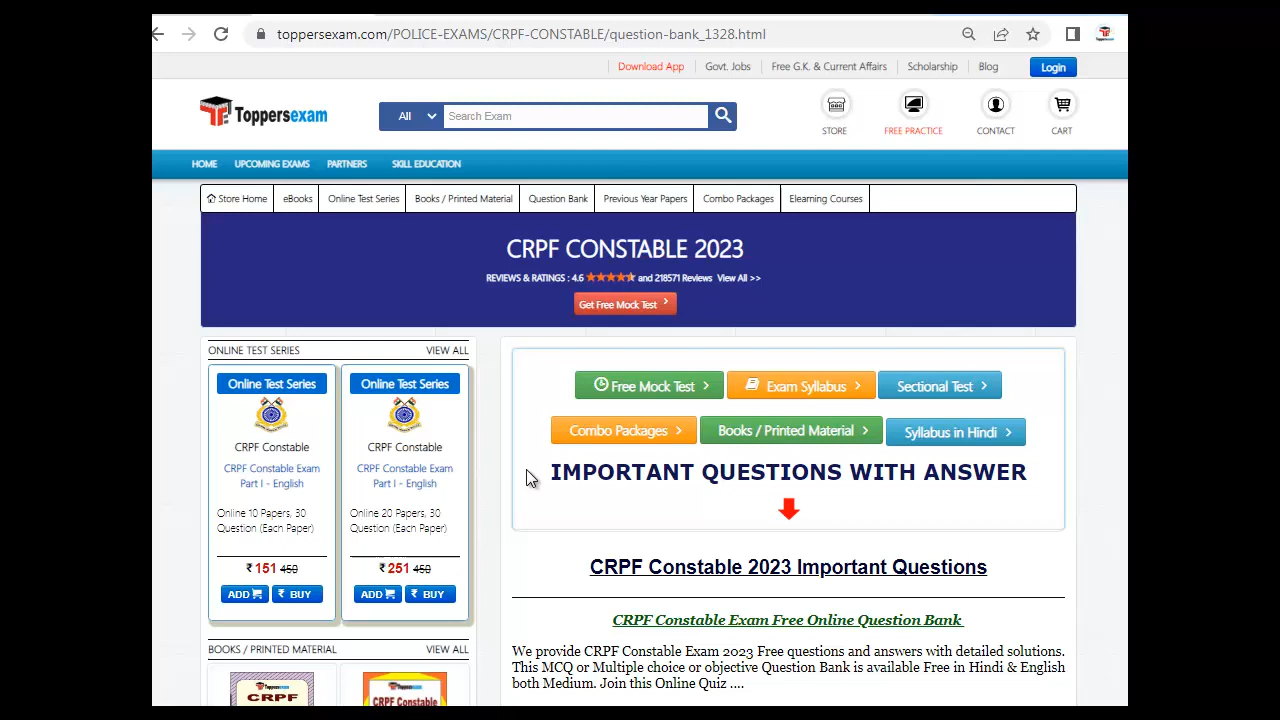 toppersexam.com/POLICE-EXAMS/CRPF-CONSTABLE/question-bank_1328.html
Download App Govt. Jobs Free G.K. & Current Affairs Scholarship Blog Login
Toppersexam All Search Exam
STORE FREE PRACTICE CONTACT CART
HOME UPCOMING EXAMS PARTNERS SKILL EDUCATION
Store Home eBooks Online Test Series Books / Printed Material Question Bank Previous Year Papers Combo Packages Elearning Courses
CRPF CONSTABLE 2023
REVIEWS & RATINGS : 4.6 and 218571 Reviews View All >>
Get Free Mock Test
ONLINE TEST SERIES VIEW ALL
Online Test Series
CRPF Constable
CRPF Constable Exam
Part I - English
Online 10 Papers, 30
Question (Each Paper)
₹ 151 450
ADD ₹ BUY
Online Test Series
CRPF Constable
CRPF Constable Exam
Part I - English
Online 20 Papers, 30
Question (Each Paper)
₹ 251 450
ADD ₹ BUY
BOOKS / PRINTED MATERIAL VIEW ALL
Toppersexam
CRPF
Toppersexam
CRPF Constable
Free Mock Test Exam Syllabus Sectional Test
Combo Packages Books / Printed Material Syllabus in Hindi
IMPORTANT QUESTIONS WITH ANSWER
CRPF Constable 2023 Important Questions
CRPF Constable Exam Free Online Question Bank
We provide CRPF Constable Exam 2023 Free questions and answers with detailed solutions.
This MCQ or Multiple choice or objective Question Bank is available Free in Hindi & English
both Medium. Join this Online Quiz ....